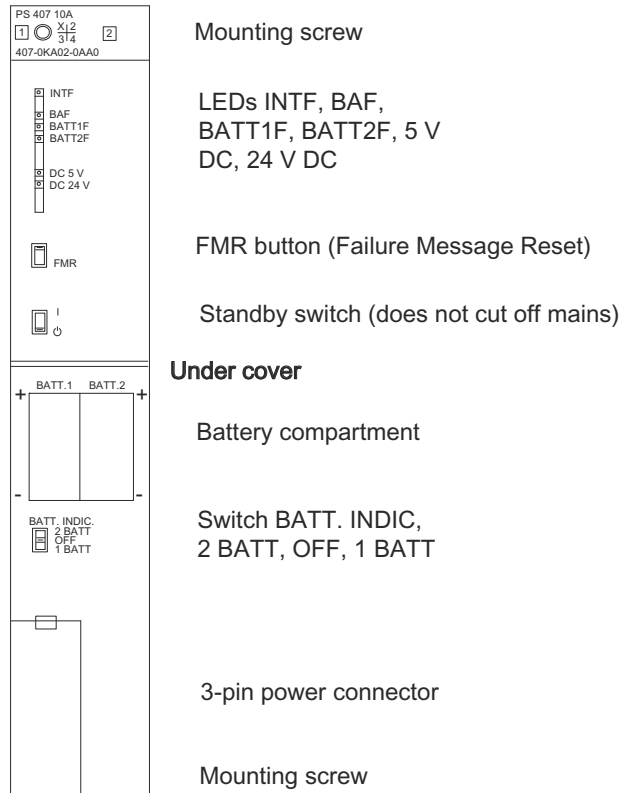 PS 407 10A
1 X 2 2
3 4
407-0KA02-0AA0
Mounting screw
INTF
BAF
BATT1F
BATT2F
DC 5 V
DC 24 V
LEDs INTF, BAF,
BATT1F, BATT2F, 5 V
DC, 24 V DC
FMR
FMR button (Failure Message Reset)
I
Standby switch (does not cut off mains)
Under cover
BATT.1 BATT.2
+ +
Battery compartment
- -
BATT. INDIC.
2 BATT
OFF
1 BATT
Switch BATT. INDIC,
2 BATT, OFF, 1 BATT
3-pin power connector
Mounting screw